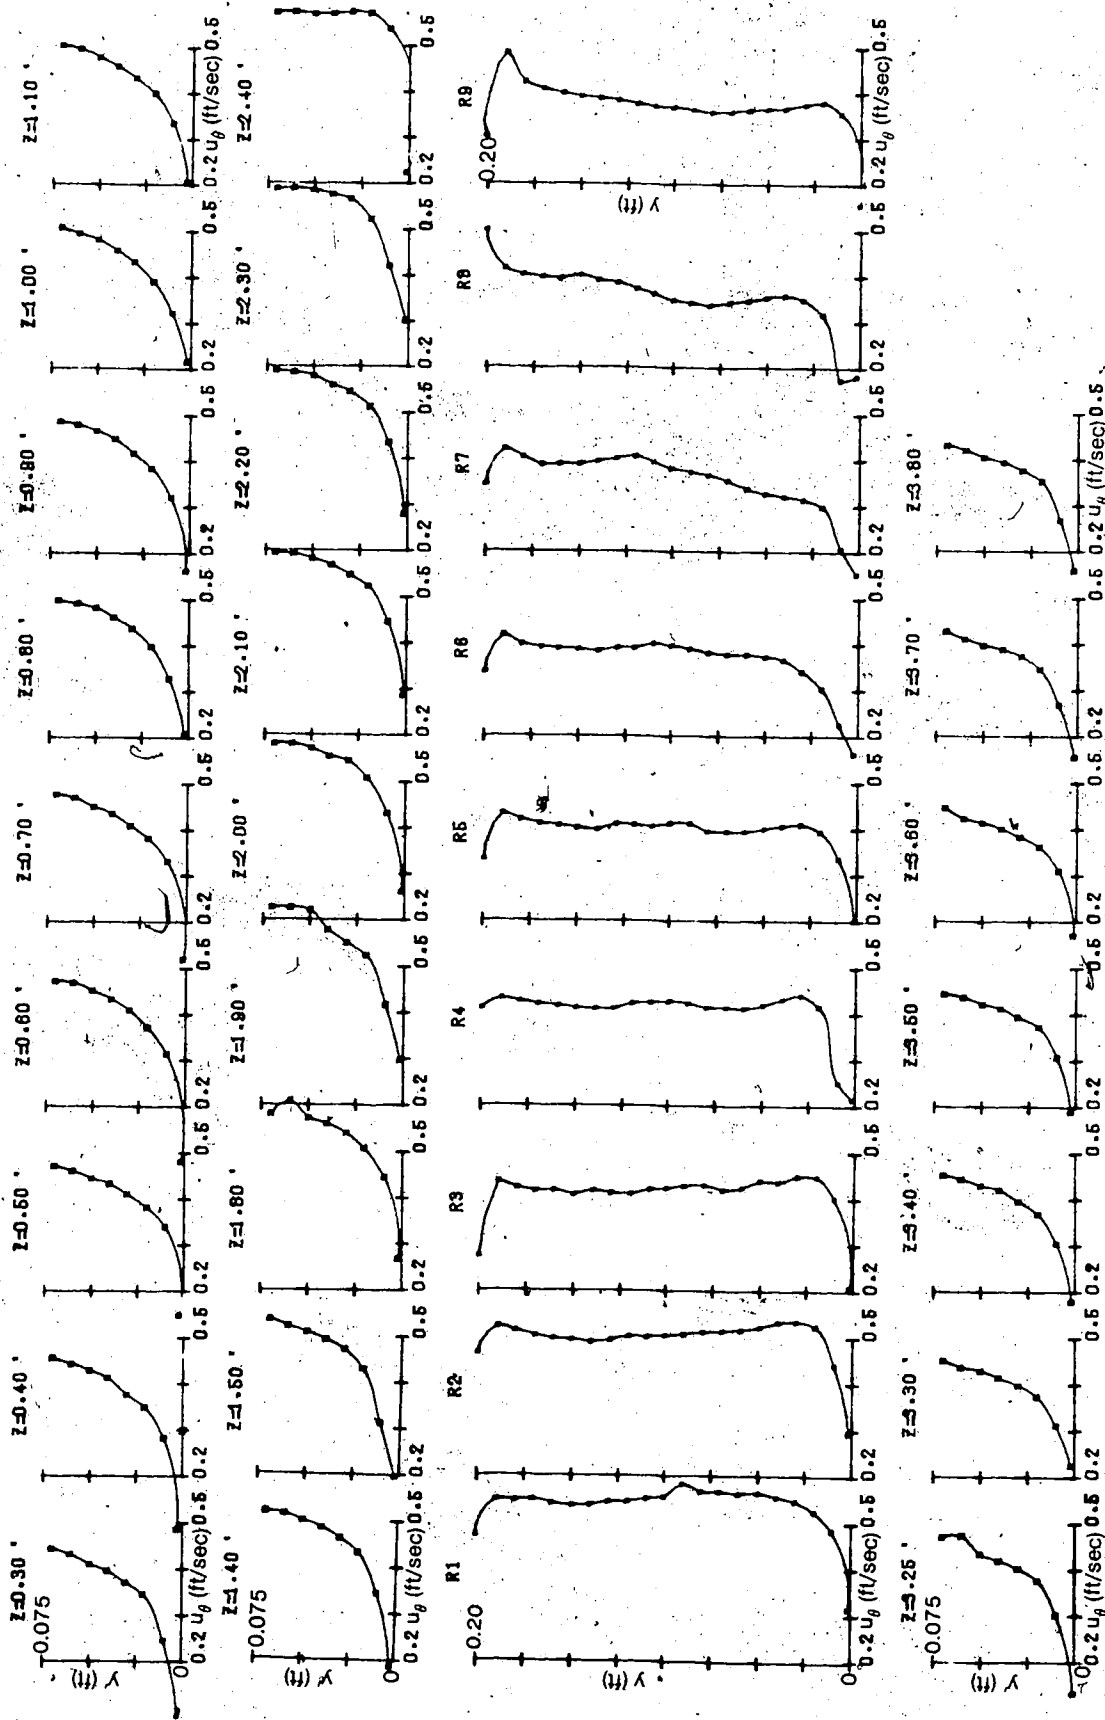 Z=0.30 ' Z=0.40 ' Z=0.50 ' Z=0.60 ' Z=0.70 ' Z=0.80 ' Z=0.90 ' Z=1.00 ' Z=1.10 '
0.075
y (ft)
0
0.2 u_θ (ft/sec) 0.5 0.2 0.5 0.2 0.5 0.2 0.5 0.2 0.5 0.2 0.5 0.2 0.5 0.2 0.5 0.2 u_θ (ft/sec) 0.5
Z=1.40 ' Z=1.50 ' Z=1.80 ' Z=1.90 ' Z=2.00 ' Z=2.10 ' Z=2.20 ' Z=2.30 ' Z=2.40 '
0.075
y (ft)
0
0.2 u_θ (ft/sec) 0.5 0.2 0.5 0.2 0.5 0.2 0.5 0.2 0.5 0.2 0.5 0.2 0.5 0.2 0.5 0.2 0.5
R1 R2 R3 R4 R5 R6 R7 R8 R9
0.20 0.20
y (ft) y (ft)
0
0.2 u_θ (ft/sec) 0.5 0.2 0.5 0.2 0.5 0.2 0.5 0.2 0.5 0.2 0.5 0.2 0.5 0.2 0.5 0.2 u_θ (ft/sec) 0.5
Z=3.25 ' Z=3.30 ' Z=3.40 ' Z=3.50 ' Z=3.60 ' Z=3.70 ' Z=3.80 '
0.075
y (ft)
0
0.2 u_θ (ft/sec) 0.5 0.2 0.5 0.2 0.5 0.2 0.5 0.2 0.5 0.2 0.5 0.2 u_θ (ft/sec) 0.5